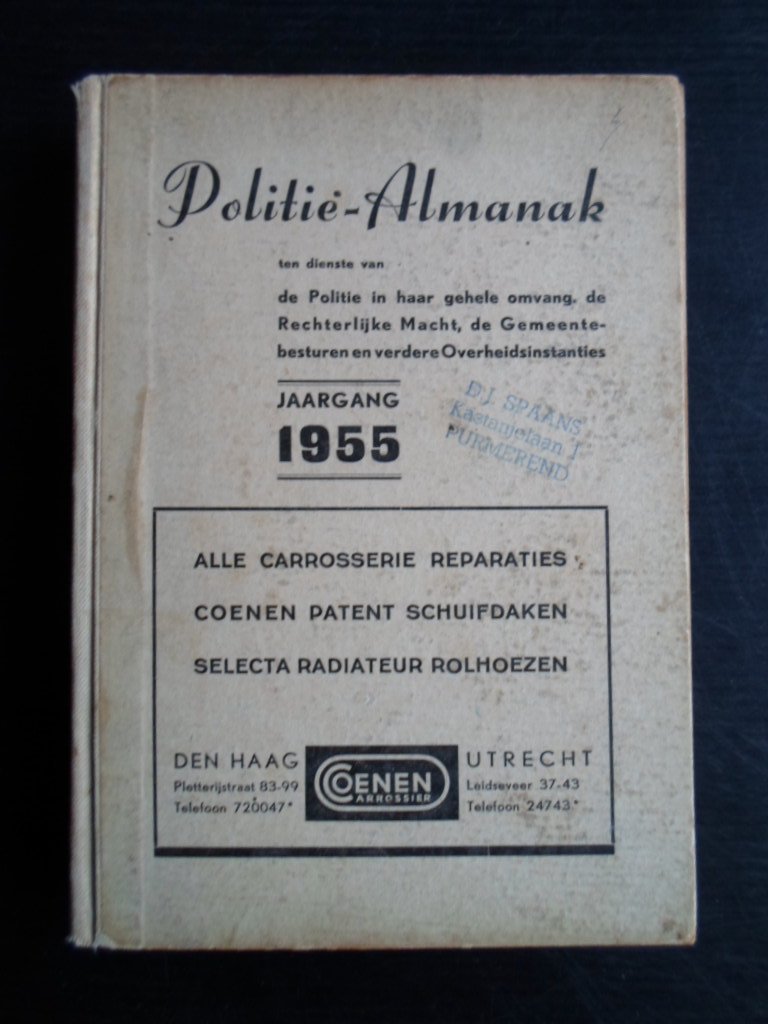 Politie-Almanak
ten dienste van
de Politie in haar gehele omvang, de
Rechterlijke Macht, de Gemeente-
besturen en verdere Overheidsinstanties
JAARGANG
1955
D.J. SPAANS
Kastanjelaan 1
PURMEREND
ALLE CARROSSERIE REPARATIES
COENEN PATENT SCHUIFDAKEN
SELECTA RADIATEUR ROLHOEZEN
DEN HAAG
Pletterijstraat 83-99
Telefoon 720047*
COENEN
CARROSSIER
UTRECHT
Leidseveer 37-43
Telefoon 24743*